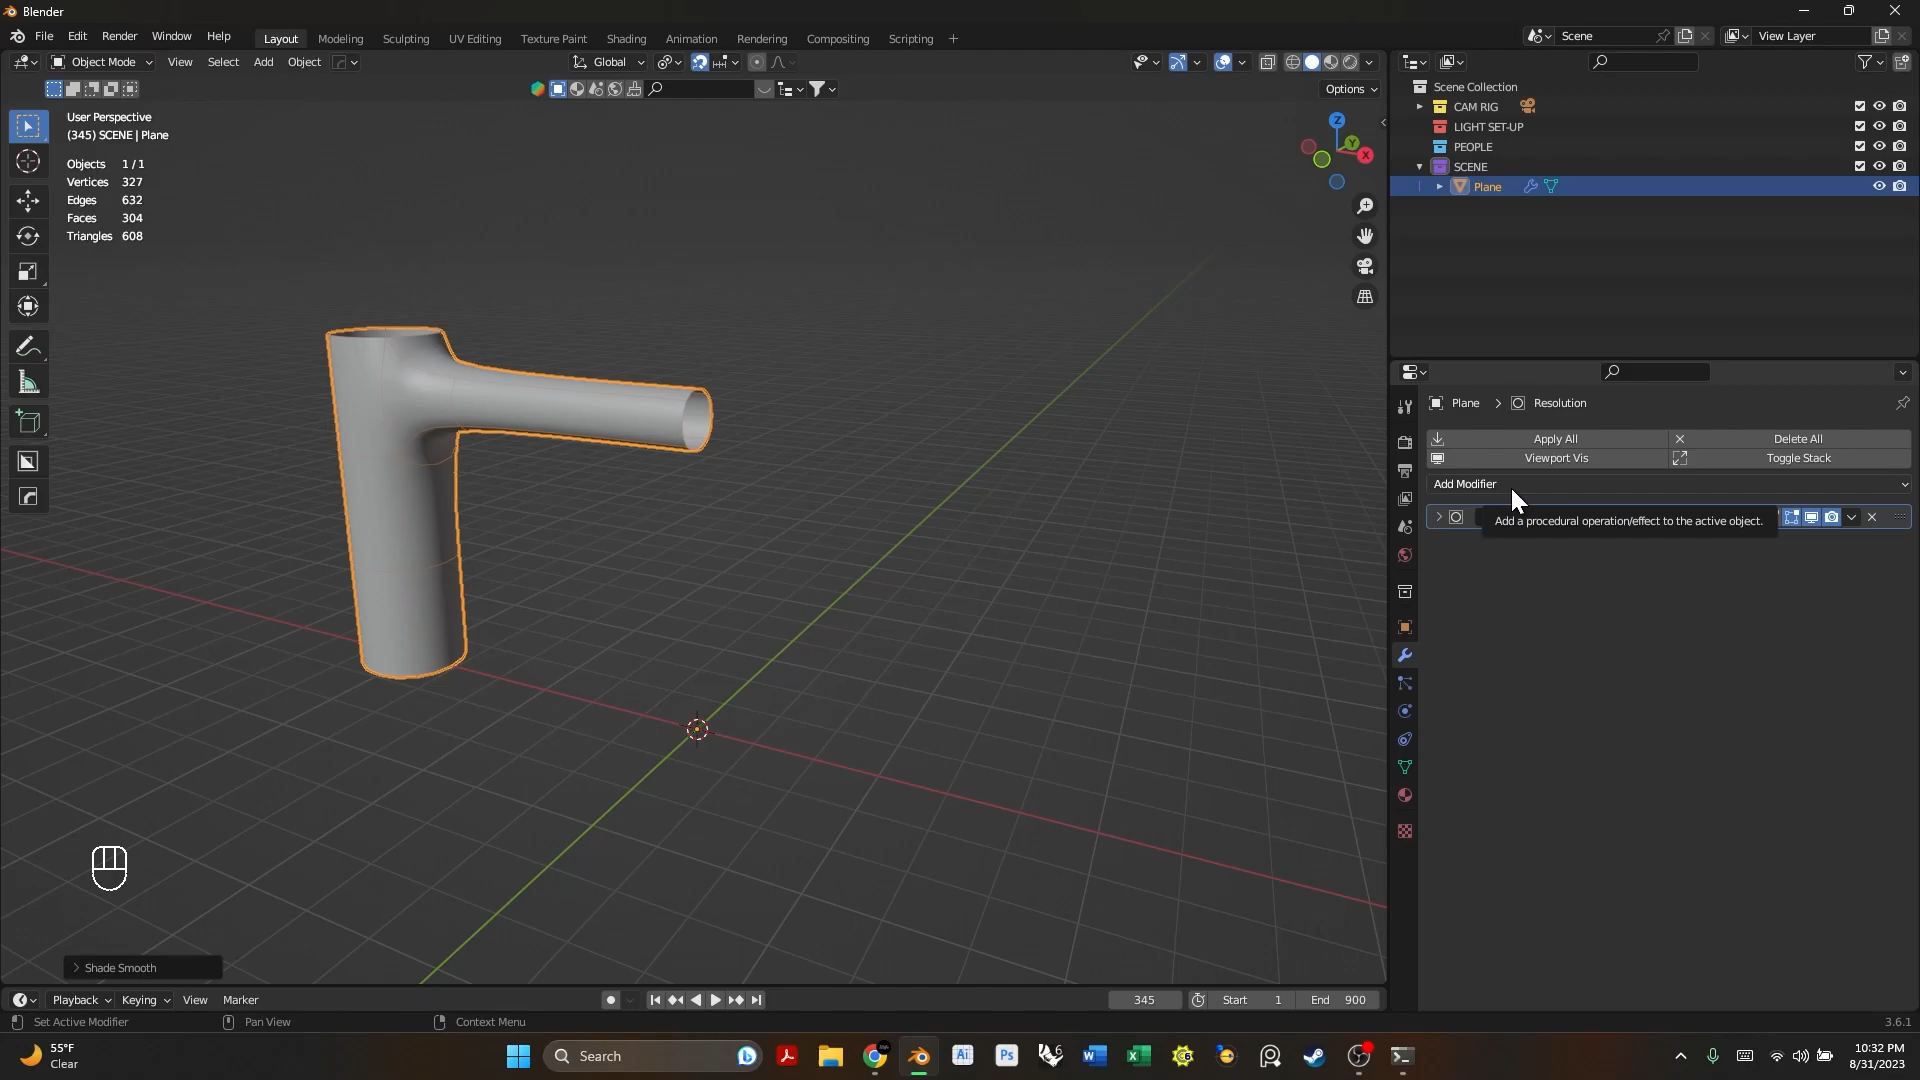 Blender
File Edit Render Window Help
Layout Modeling Sculpting UV Editing Texture Paint Shading Animation Rendering Compositing Scripting +
Scene
View Layer
Object Mode View Select Add Object
Global
Options
User Perspective
(345) SCENE | Plane
Objects 1/1
Vertices 327
Edges 632
Faces 304
Triangles 608
Z
Y
X
Scene Collection
CAM RIG
LIGHT SET-UP
PEOPLE
SCENE
Plane
Plane > Resolution
Apply All Delete All
Viewport Vis Toggle Stack
Add Modifier
Add a procedural operation/effect to the active object.
> Shade Smooth
Playback Keying View Marker
345 Start 1 End 900
Set Active Modifier Pan View Context Menu
3.6.1
55°F
Clear
Search
Ai
Ps
6
10:32 PM
8/31/2023